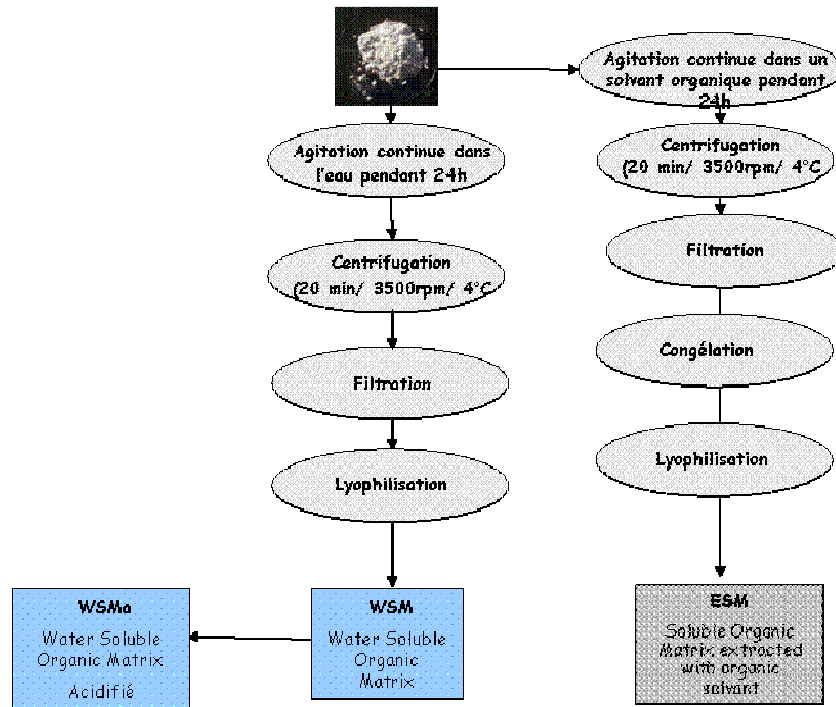 Agitation continue dans un
solvant organique pendant
24h
Agitation continue dans
l'eau pendant 24h
Centrifugation
(20 min/ 3500rpm/ 4°C
Centrifugation
(20 min/ 3500rpm/ 4°C
Filtration
Filtration
Congélation
Lyophilisation
Lyophilisation
WSMa
Water Soluble
Organic Matrix
Acidifié
WSM
Water Soluble
Organic
Matrix
ESM
Soluble Organic
Matrix extracted
with organic
solvant